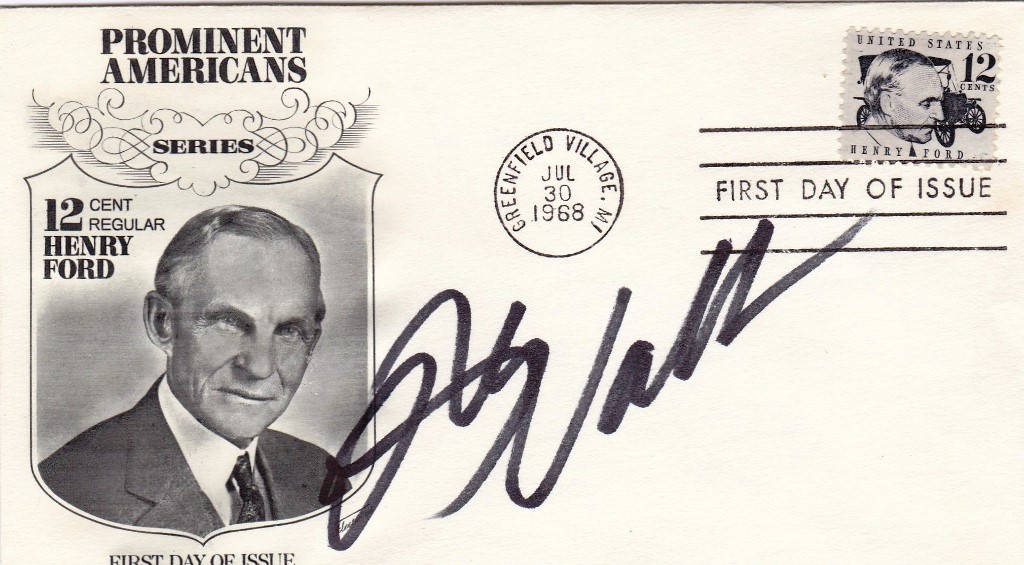 PROMINENT
AMERICANS
SERIES
12 CENT
REGULAR
HENRY
FORD
FIRST DAY OF ISSUE
GREENFIELD VILLAGE, MI
JUL
30
1968
UNITED STATES
12
CENTS
HENRY FORD
FIRST DAY OF ISSUE